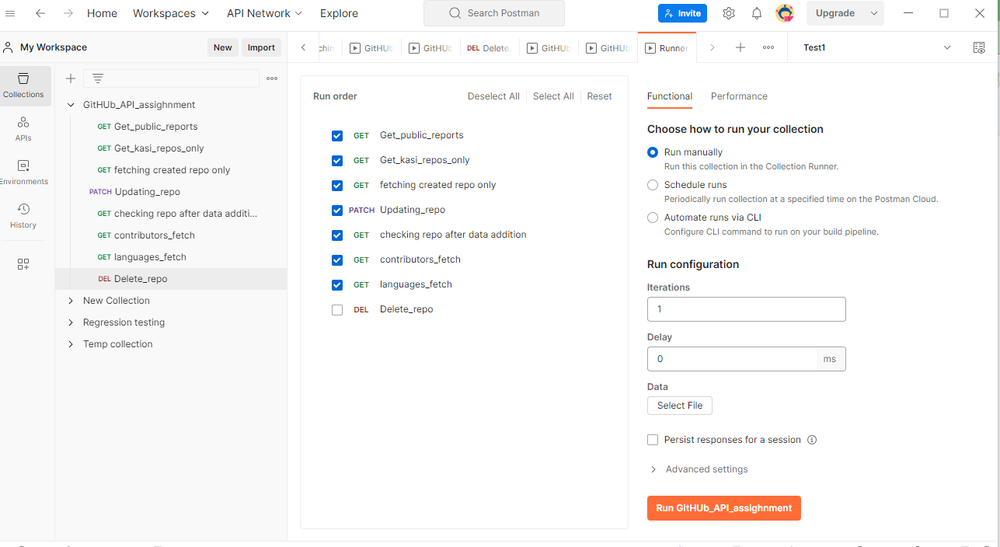 Home Workspaces API Network Explore Search Postman Invite Upgrade
My Workspace New Import
GitHUb GitHUb DEL Delete_ GitHUb GitHUb Runner Test1
Collections
APIs
Environments
History
GitHUb_API_assighnment
GET Get_public_reports
GET Get_kasi_repos_only
GET fetching created repo only
PATCH Updating_repo
GET checking repo after data additi...
GET contributors_fetch
GET languages_fetch
DEL Delete_repo
New Collection
Regression testing
Temp collection
Run order Deselect All Select All Reset
GET Get_public_reports
GET Get_kasi_repos_only
GET fetching created repo only
PATCH Updating_repo
GET checking repo after data addition
GET contributors_fetch
GET languages_fetch
DEL Delete_repo
Functional Performance
Choose how to run your collection
Run manually
Run this collection in the Collection Runner.
Schedule runs
Periodically run collection at a specified time on the Postman Cloud.
Automate runs via CLI
Configure CLI command to run on your build pipeline.
Run configuration
Iterations
1
Delay
0 ms
Data
Select File
Persist responses for a session
Advanced settings
Run GitHUb_API_assighnment